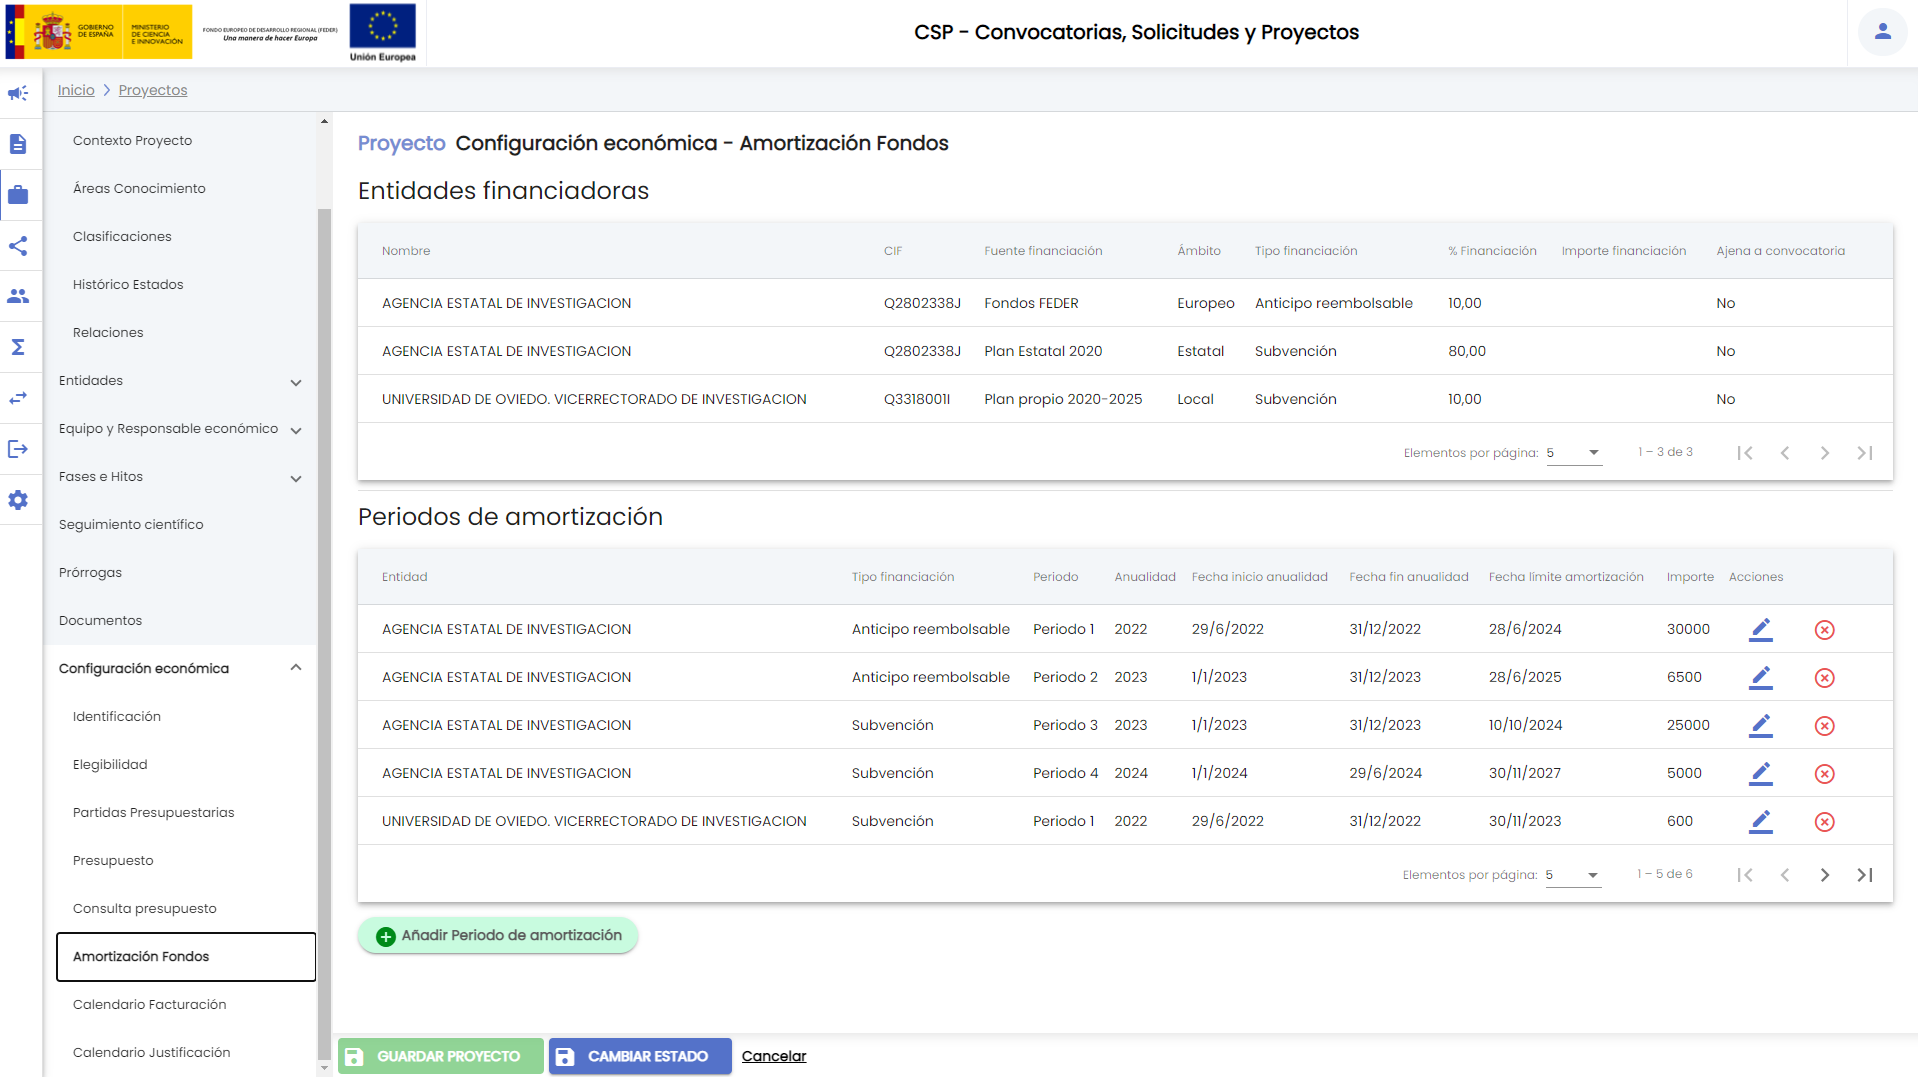 GOBIERNO
DE ESPAÑA
MINISTERIO
DE CIENCIA
E INNOVACIÓN
FONDO EUROPEO DE DESARROLLO REGIONAL (FEDER)
Una manera de hacer Europa
Unión Europea
CSP - Convocatorias, Solicitudes y Proyectos
Inicio > Proyectos
Contexto Proyecto
Áreas Conocimiento
Clasificaciones
Histórico Estados
Relaciones
Entidades
Equipo y Responsable económico
Fases e Hitos
Seguimiento científico
Prórrogas
Documentos
Configuración económica
Identificación
Elegibilidad
Partidas Presupuestarias
Presupuesto
Consulta presupuesto
Amortización Fondos
Calendario Facturación
Calendario Justificación
Proyecto Configuración económica - Amortización Fondos
Entidades financiadoras
Nombre CIF Fuente financiación Ámbito Tipo financiación % Financiación Importe financiación Ajena a convocatoria
AGENCIA ESTATAL DE INVESTIGACION Q2802338J Fondos FEDER Europeo Anticipo reembolsable 10,00 No
AGENCIA ESTATAL DE INVESTIGACION Q2802338J Plan Estatal 2020 Estatal Subvención 80,00 No
UNIVERSIDAD DE OVIEDO. VICERRECTORADO DE INVESTIGACION Q3318001I Plan propio 2020-2025 Local Subvención 10,00 No
Elementos por página: 5 1 – 3 de 3
Periodos de amortización
Entidad Tipo financiación Periodo Anualidad Fecha inicio anualidad Fecha fin anualidad Fecha límite amortización Importe Acciones
AGENCIA ESTATAL DE INVESTIGACION Anticipo reembolsable Periodo 1 2022 29/6/2022 31/12/2022 28/6/2024 30000
AGENCIA ESTATAL DE INVESTIGACION Anticipo reembolsable Periodo 2 2023 1/1/2023 31/12/2023 28/6/2025 6500
AGENCIA ESTATAL DE INVESTIGACION Subvención Periodo 3 2023 1/1/2023 31/12/2023 10/10/2024 25000
AGENCIA ESTATAL DE INVESTIGACION Subvención Periodo 4 2024 1/1/2024 29/6/2024 30/11/2027 5000
UNIVERSIDAD DE OVIEDO. VICERRECTORADO DE INVESTIGACION Subvención Periodo 1 2022 29/6/2022 31/12/2022 30/11/2023 600
Elementos por página: 5 1 – 5 de 6
Añadir Periodo de amortización
GUARDAR PROYECTO CAMBIAR ESTADO Cancelar